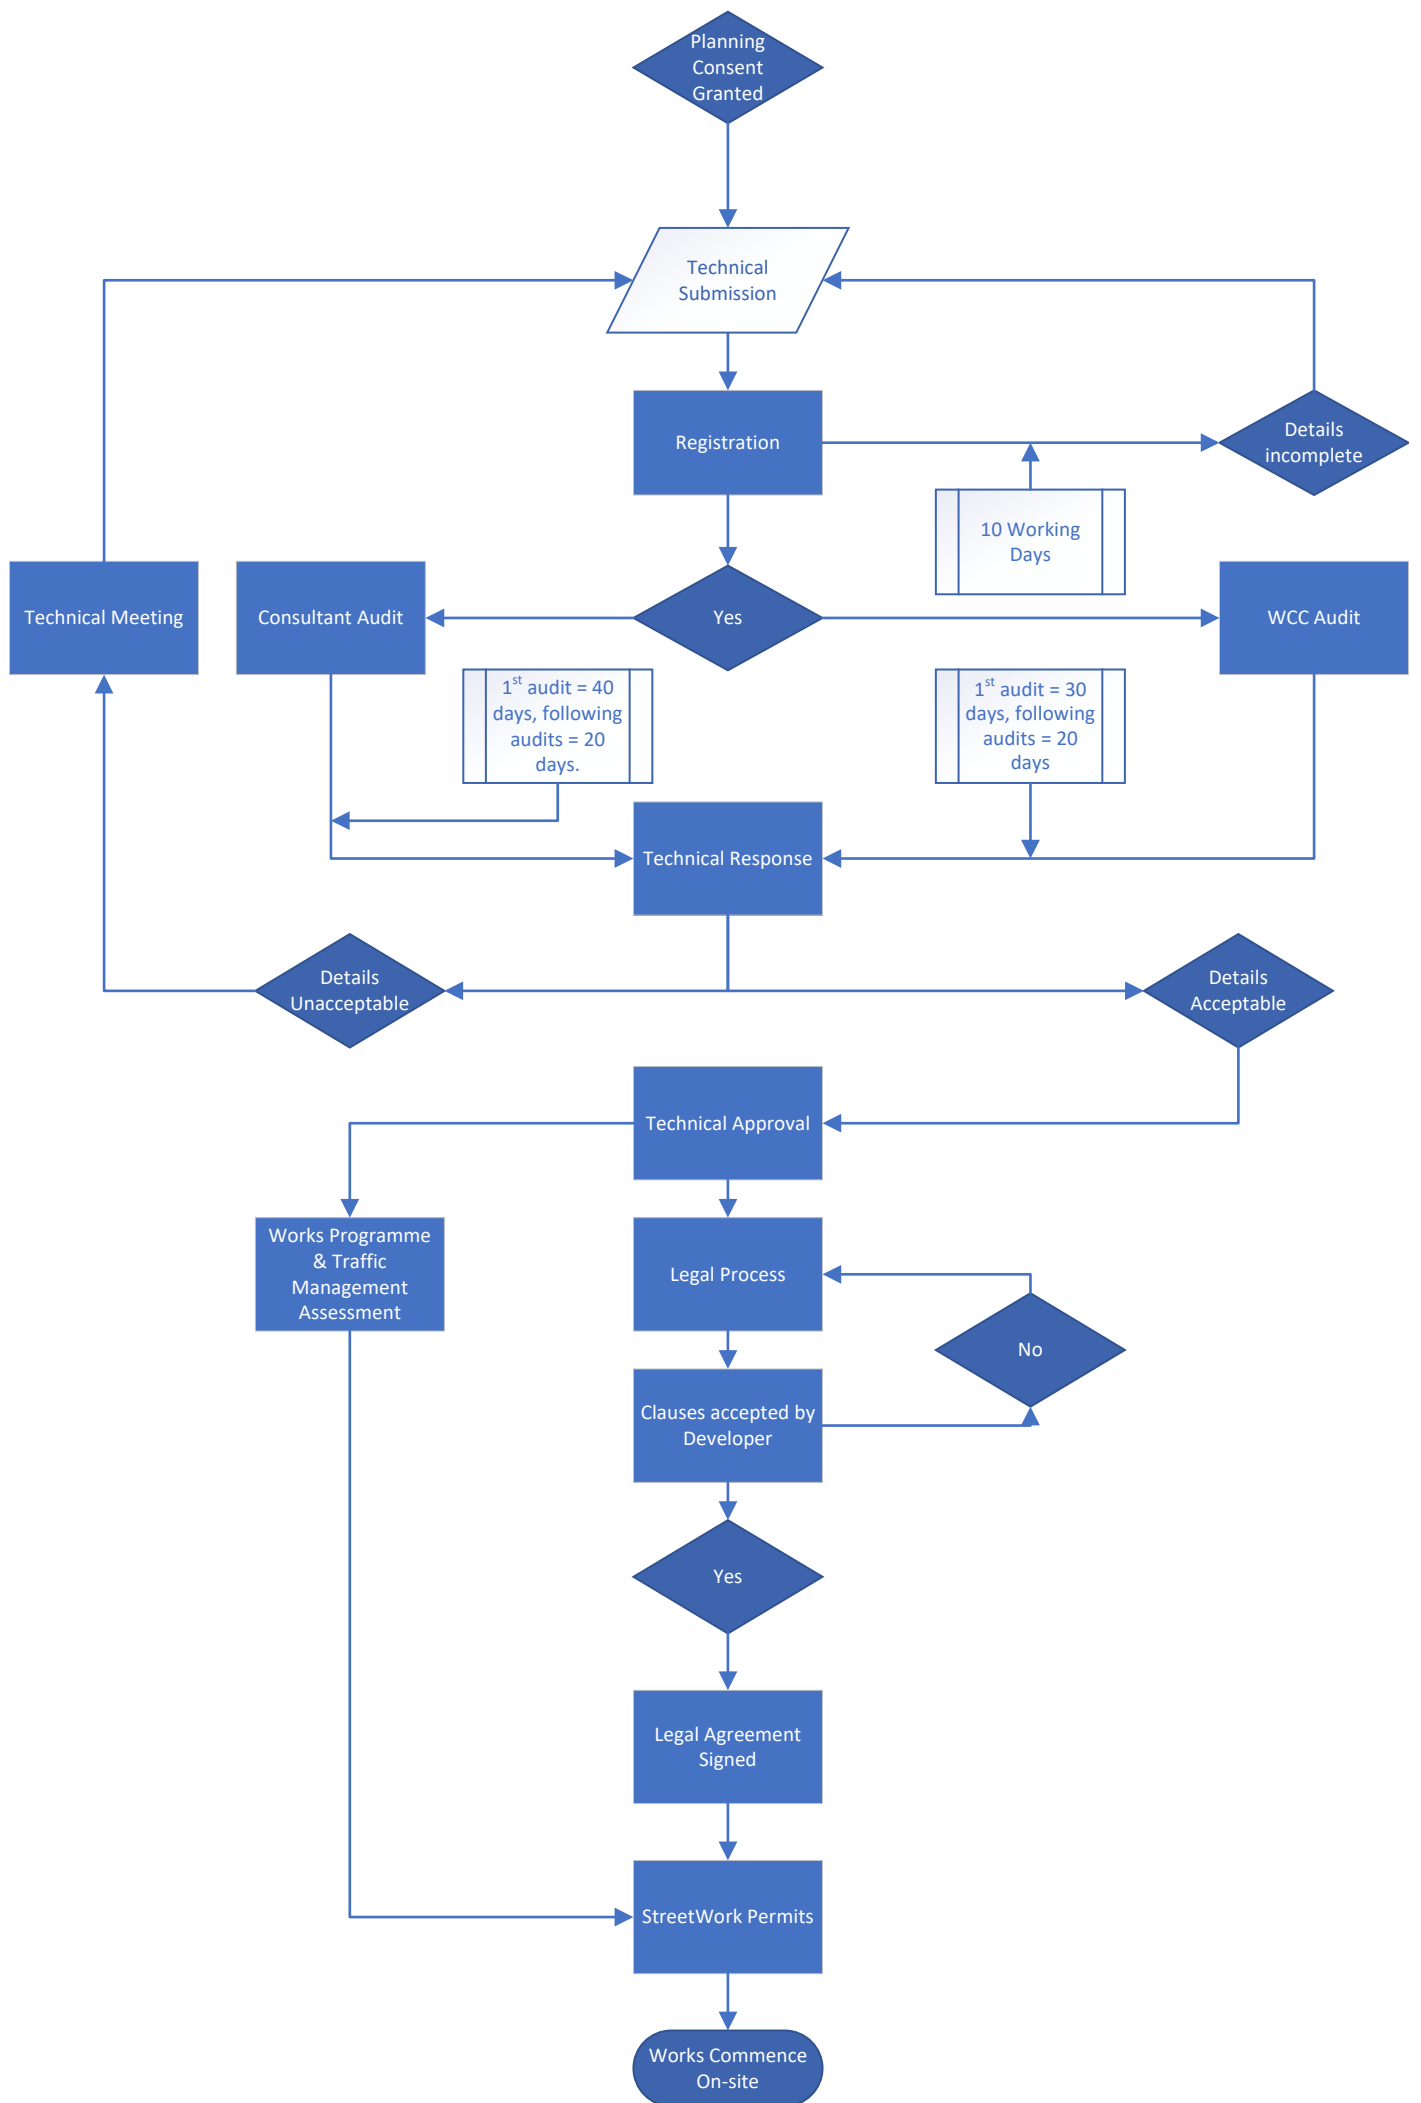 Planning
Consent
Granted
Technical
Submission
Registration
Details
incomplete
10 Working
Days
Technical Meeting
Consultant Audit
Yes
WCC Audit
1st audit = 40
days, following
audits = 20
days.
1st audit = 30
days, following
audits = 20
days
Technical Response
Details
Unacceptable
Details
Acceptable
Technical Approval
Works Programme
& Traffic
Management
Assessment
Legal Process
No
Clauses accepted by
Developer
Yes
Legal Agreement
Signed
StreetWork Permits
Works Commence
On-site